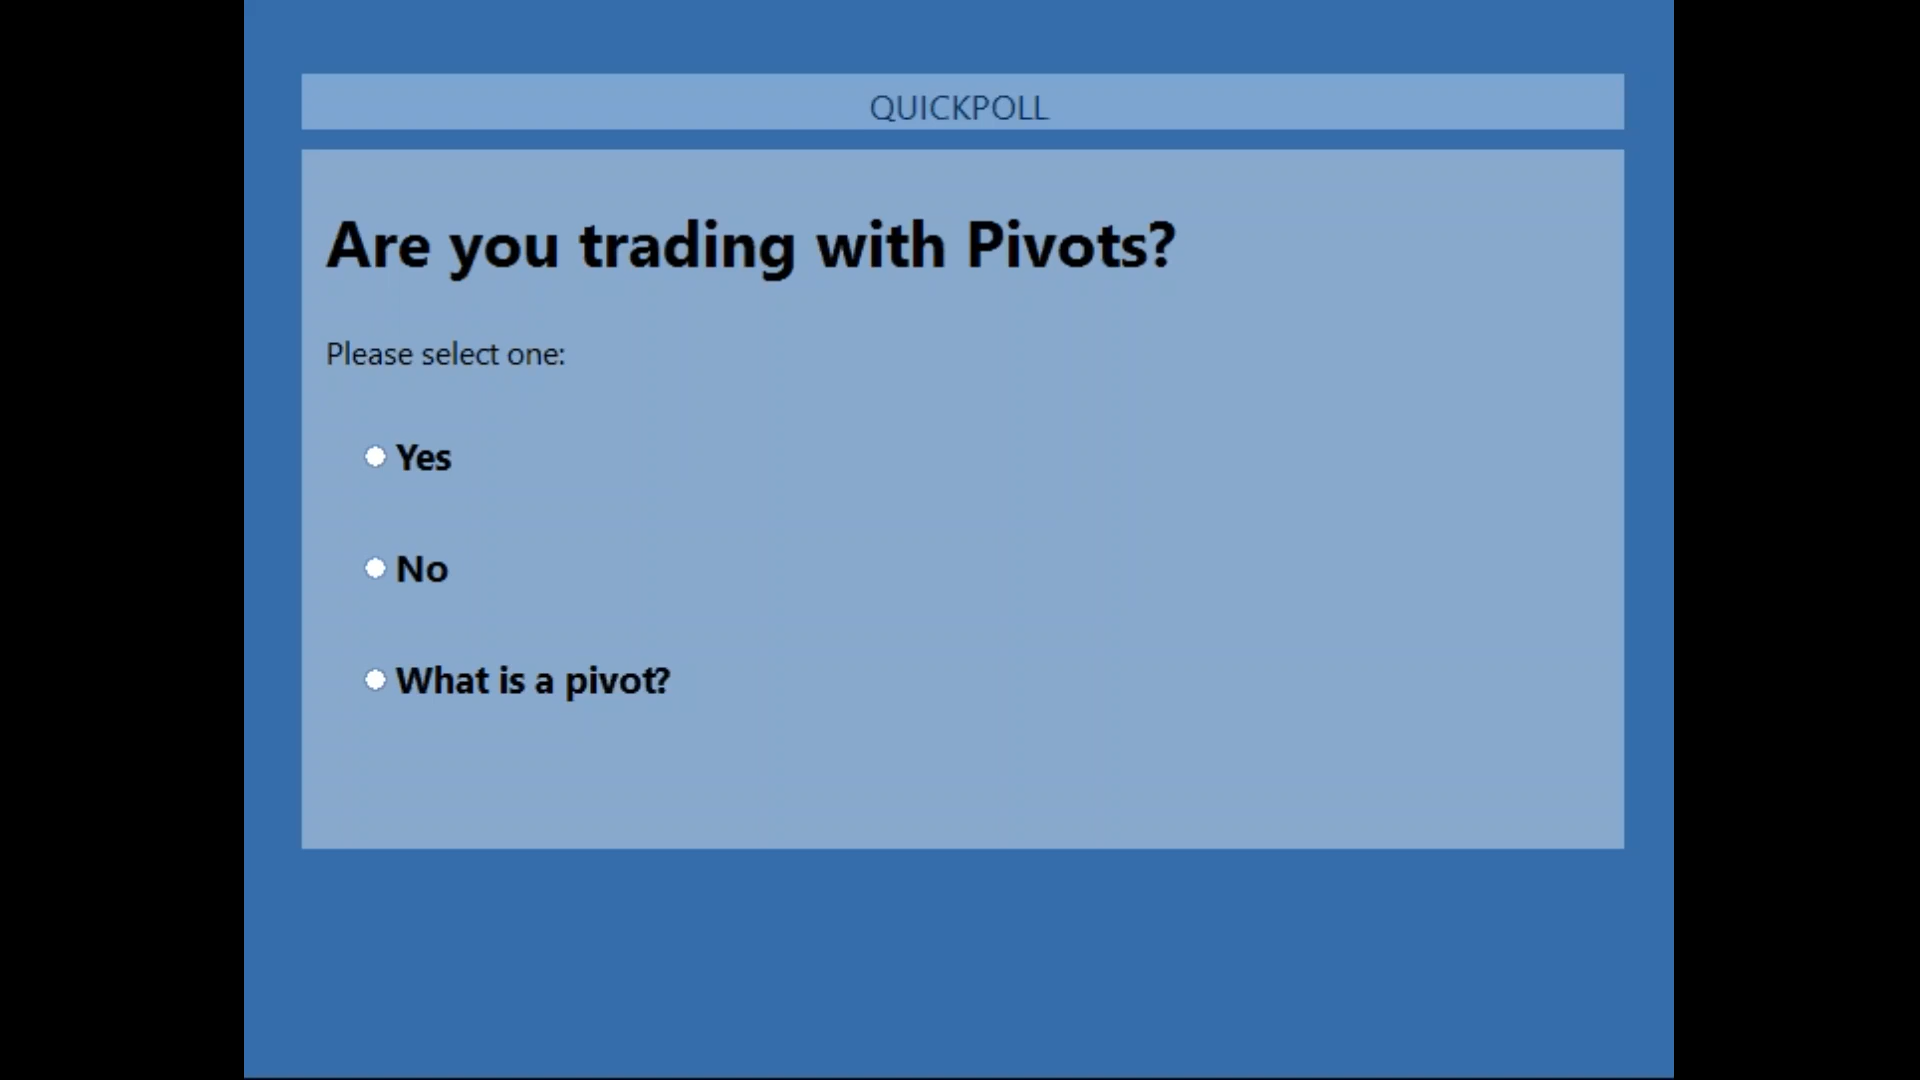 QUICKPOLL
Are you trading with Pivots?
Please select one:
Yes
No
What is a pivot?